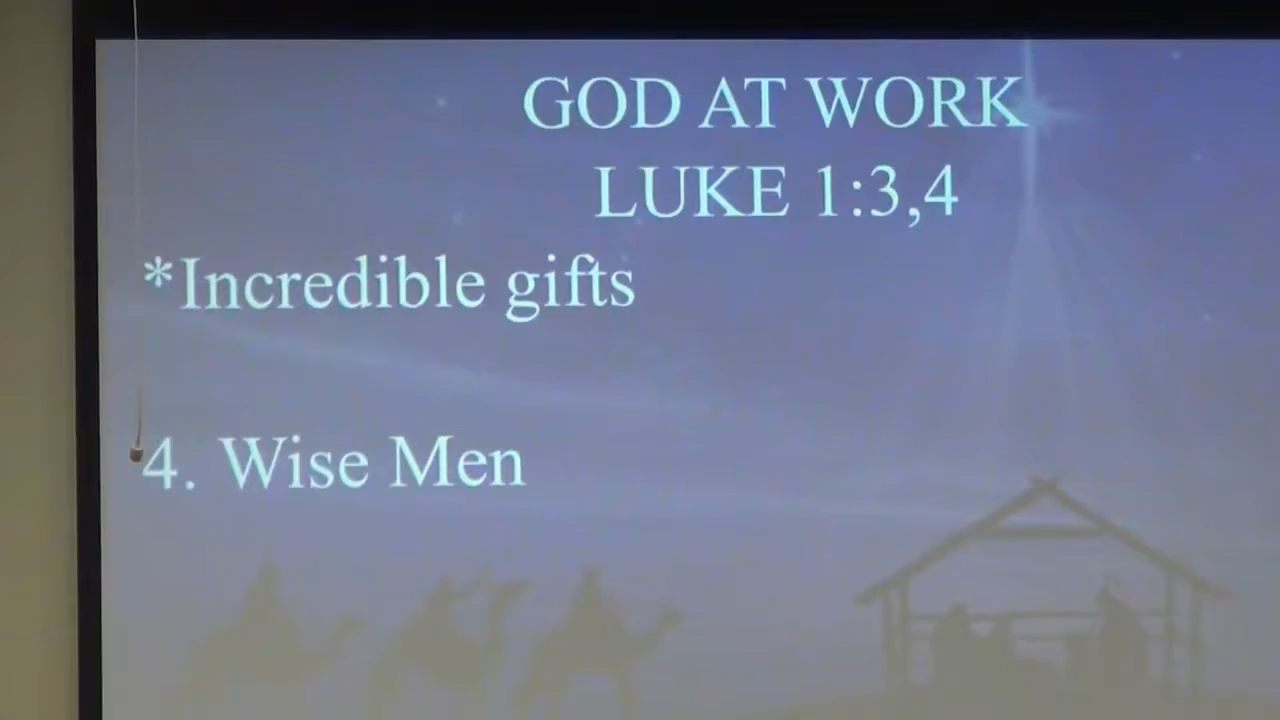 GOD AT WORK
LUKE 1:3,4
*Incredible gifts
4. Wise Men